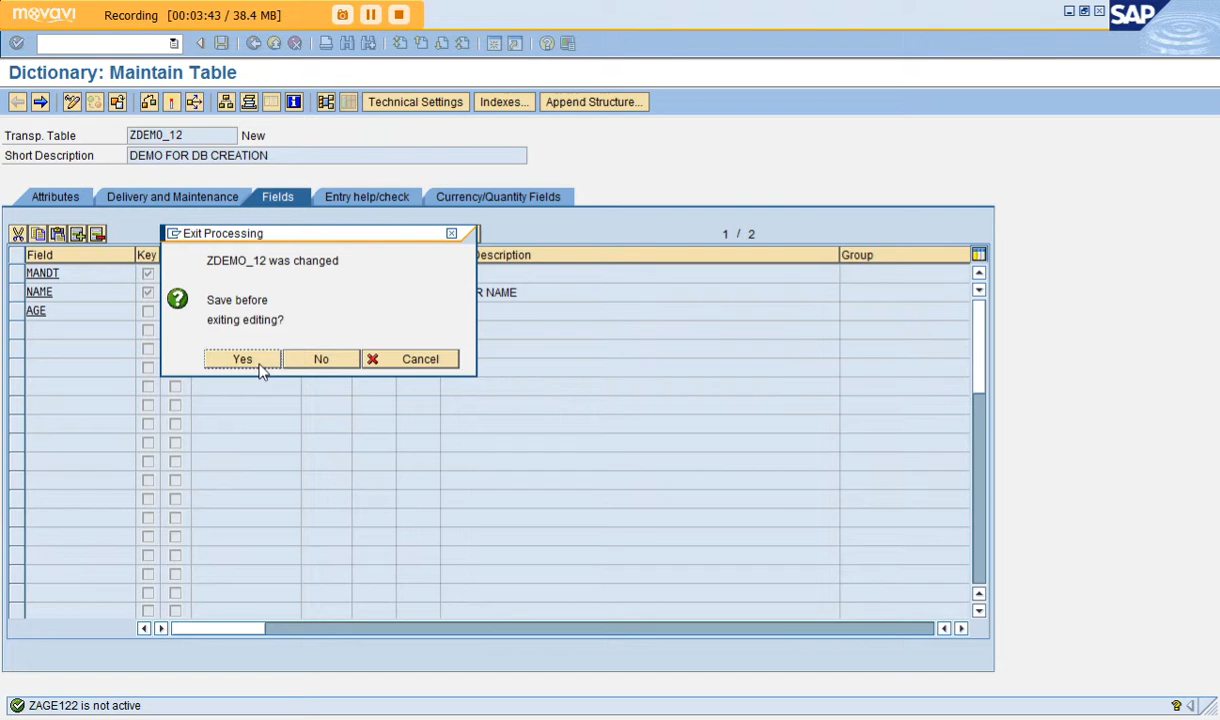 movavi Recording [00:03:43 / 38.4 MB]
SAP
Dictionary: Maintain Table
Technical Settings Indexes... Append Structure...
Transp. Table ZDEMO_12 New
Short Description DEMO FOR DB CREATION
Attributes Delivery and Maintenance Fields Entry help/check Currency/Quantity Fields
1 / 2
Exit Processing
Field Key Description Group
ZDEMO_12 was changed
MANDT
NAME R NAME
AGE
Save before
exiting editing?
Yes No Cancel
ZAGE122 is not active